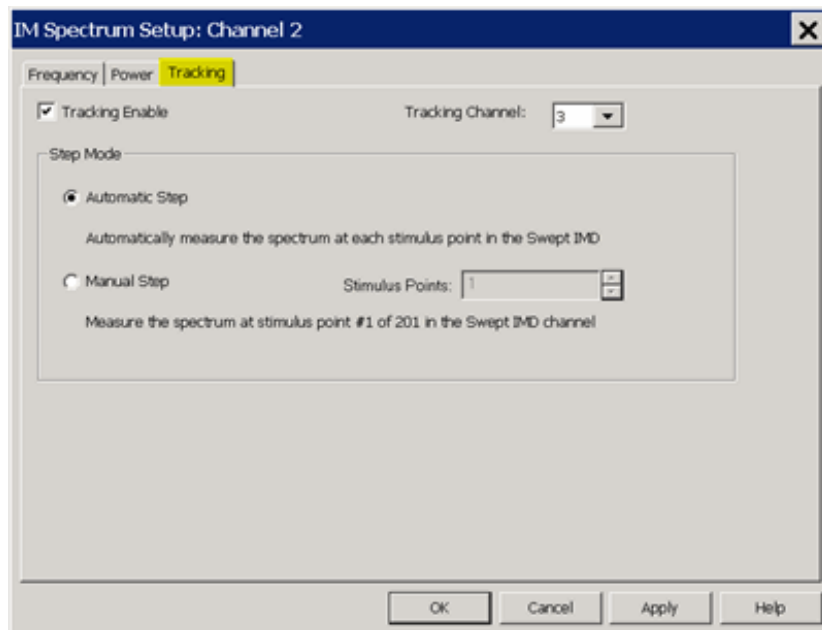 IM Spectrum Setup: Channel 2
Frequency Power Tracking
Tracking Enable Tracking Channel: 3
Step Mode
Automatic Step
Automatically measure the spectrum at each stimulus point in the Swept IMD
Manual Step Stimulus Points: 1
Measure the spectrum at stimulus point #1 of 201 in the Swept IMD channel
OK Cancel Apply Help